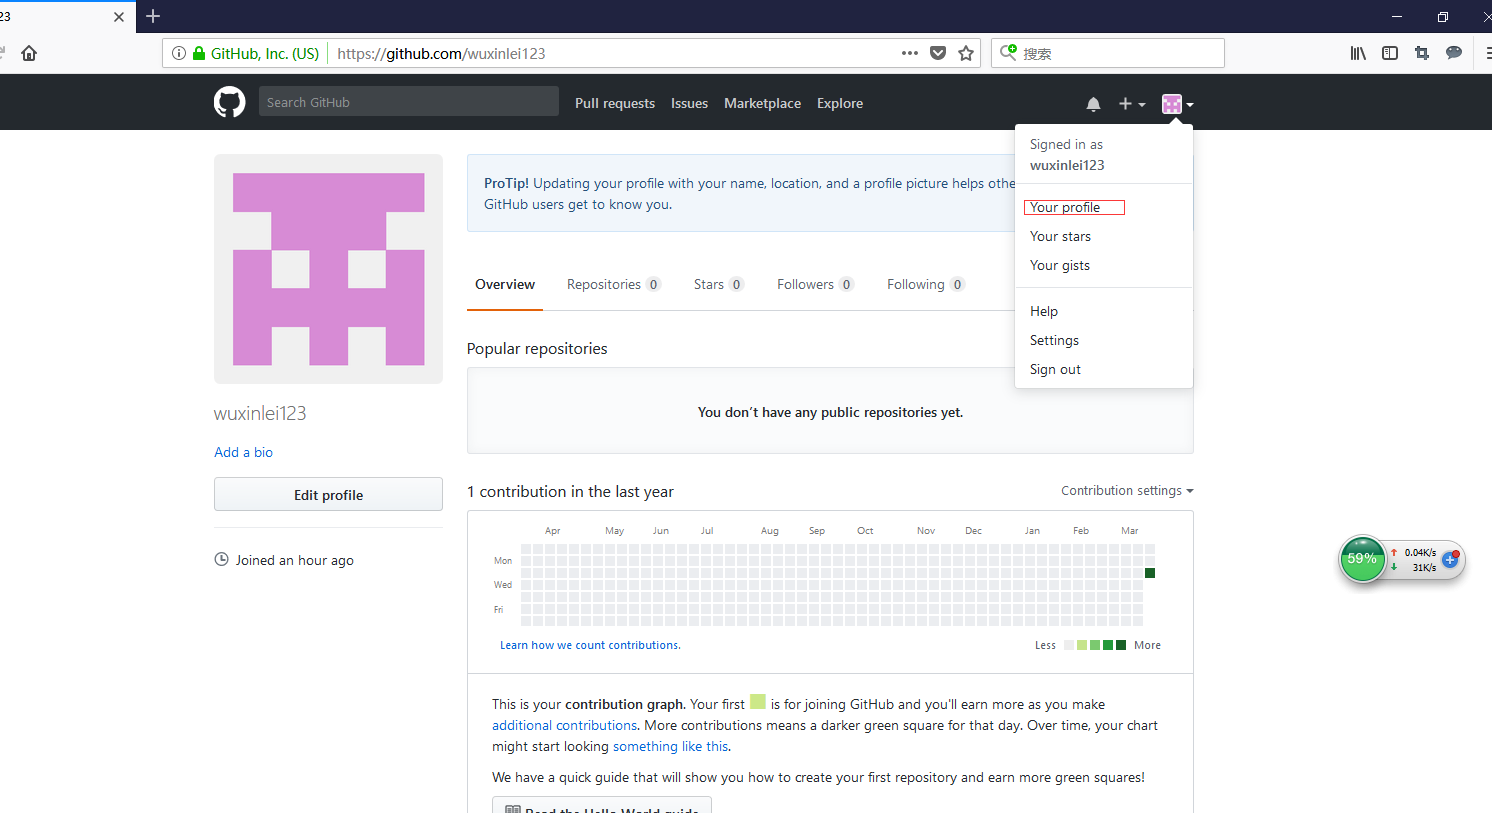 23
GitHub, Inc. (US)
https://github.com/wuxinlei123
搜索
Search GitHub
Pull requests
Issues
Marketplace
Explore
Signed in as
wuxinlei123
Your profile
Your stars
Your gists
Help
Settings
Sign out
ProTip! Updating your profile with your name, location, and a profile picture helps othe
GitHub users get to know you.
Overview
Repositories 0
Stars 0
Followers 0
Following 0
Popular repositories
You don’t have any public repositories yet.
wuxinlei123
Add a bio
Edit profile
Joined an hour ago
1 contribution in the last year
Contribution settings
Apr May Jun Jul Aug Sep Oct Nov Dec Jan Feb Mar
Mon
Wed
Fri
Learn how we count contributions.
Less
More
59%
0.04K/s
31K/s
This is your contribution graph. Your first is for joining GitHub and you'll earn more as you make
additional contributions. More contributions means a darker green square for that day. Over time, your chart
might start looking something like this.
We have a quick guide that will show you how to create your first repository and earn more green squares!
Read the Hello World guide